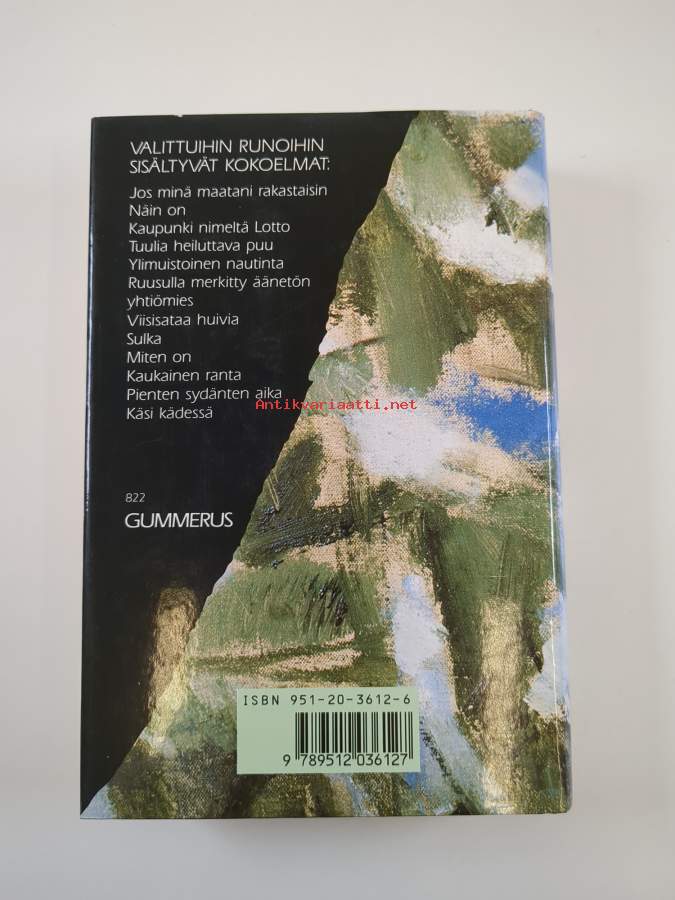 VALITTUIHIN RUNOIHIN
SISÄLTYVÄT KOKOELMAT:
Jos minä maatani rakastaisin
Näin on
Kaupunki nimeltä Lotto
Tuulia heiluttava puu
Ylimuistoinen nautinta
Ruusulla merkitty äänetön
yhtiömies
Viisisataa huivia
Sulka
Miten on
Kaukainen ranta
Pienten sydänten aika
Käsi kädessä
Antikvariaatti.net
822
GUMMERUS
ISBN 951-20-3612-6
9 789512 036127